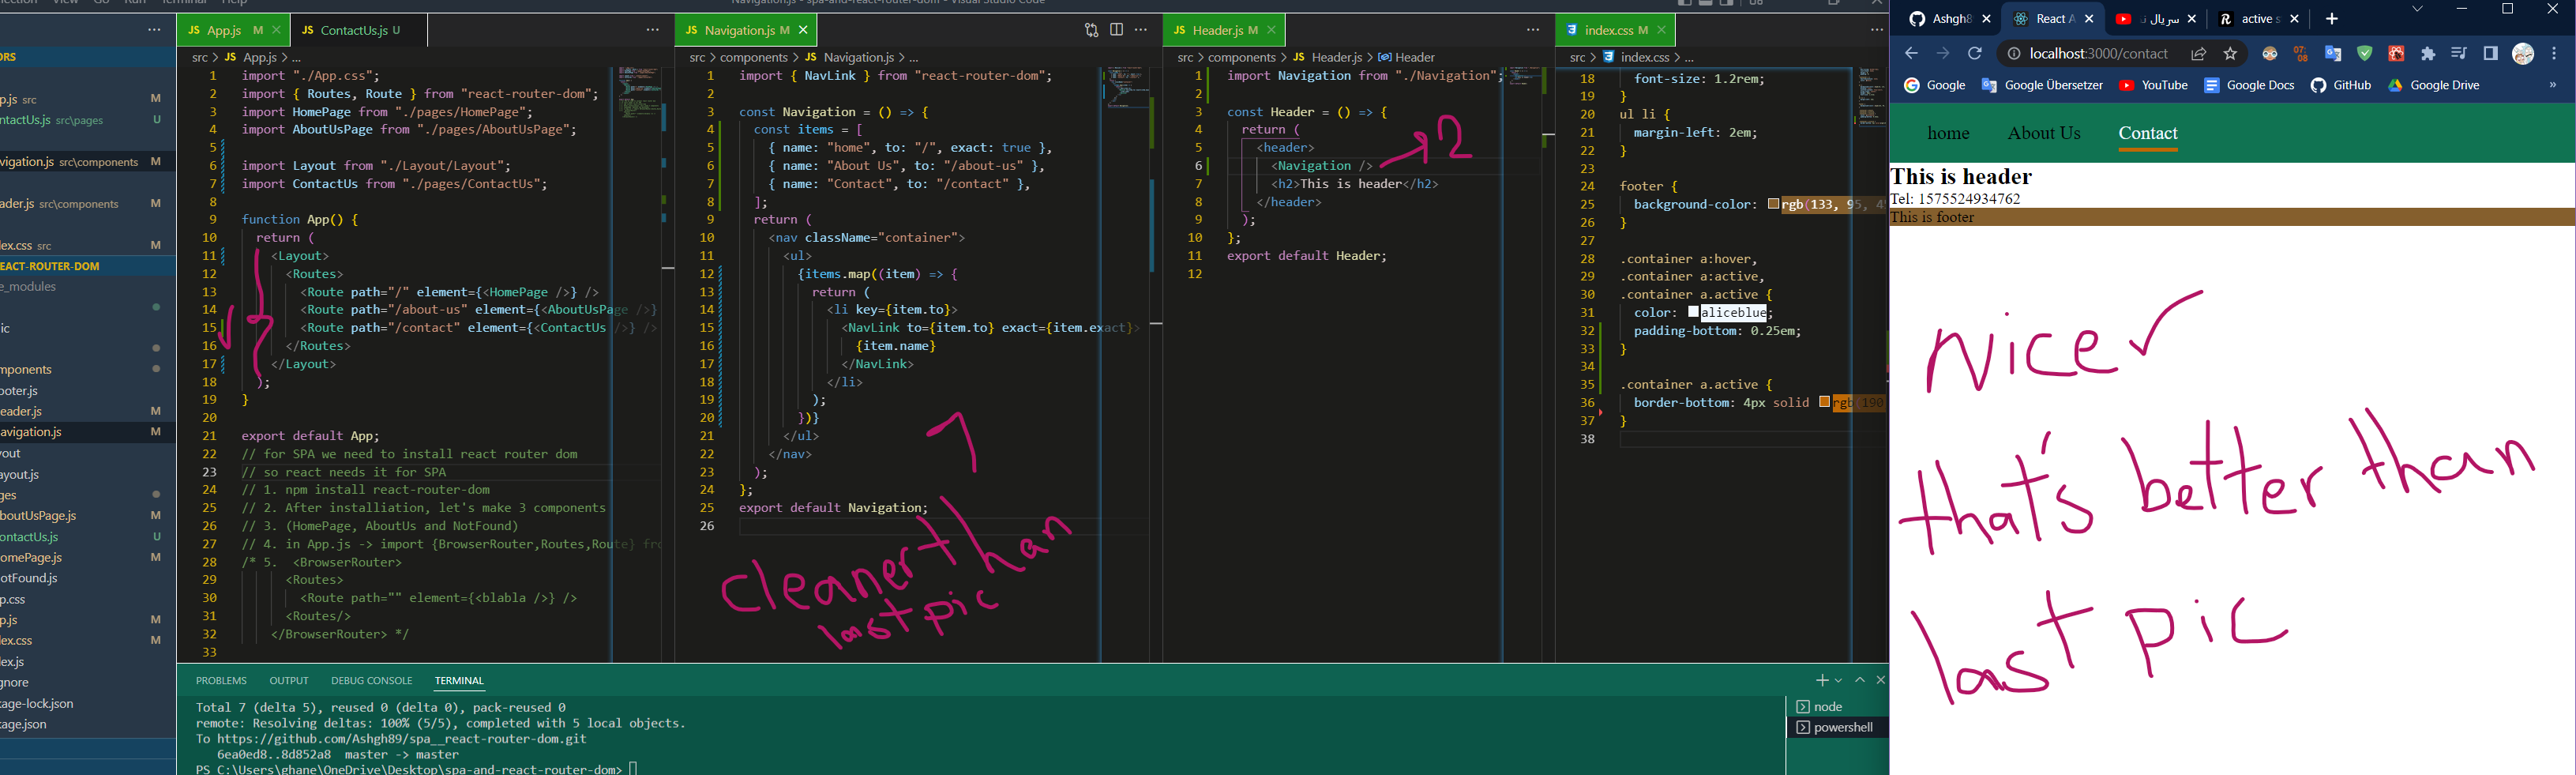 Navigation.js - spa-and-react-router-dom - Visual Studio Code
JS App.js M
JS ContactUs.js U
JS Navigation.js M
JS Header.js M
index.css M
src > JS App.js > ...
1 import "./App.css";
2 import { Routes, Route } from "react-router-dom";
3 import HomePage from "./pages/HomePage";
4 import AboutUsPage from "./pages/AboutUsPage";
5
6 import Layout from "./Layout/Layout";
7 import ContactUs from "./pages/ContactUs";
8
9 function App() {
10 return (
11 <Layout>
12 <Routes>
13 <Route path="/" element={<HomePage />} />
14 <Route path="/about-us" element={<AboutUsPage />}
15 <Route path="/contact" element={<ContactUs />} />
16 </Routes>
17 </Layout>
18 );
19 }
20
21 export default App;
22 // for SPA we need to install react router dom
23 // so react needs it for SPA
24 // 1. npm install react-router-dom
25 // 2. After installiation, let's make 3 components
26 // 3. (HomePage, AboutUs and NotFound)
27 // 4. in App.js -> import {BrowserRouter,Routes,Route} fro
28 /* 5. <BrowserRouter>
29 <Routes>
30 <Route path="" element={<blabla />} />
31 <Routes/>
32 </BrowserRouter> */
33
src > components > JS Navigation.js > ...
1 import { NavLink } from "react-router-dom";
2
3 const Navigation = () => {
4 const items = [
5 { name: "home", to: "/", exact: true },
6 { name: "About Us", to: "/about-us" },
7 { name: "Contact", to: "/contact" },
8 ];
9 return (
10 <nav className="container">
11 <ul>
12 {items.map((item) => {
13 return (
14 <li key={item.to}>
15 <NavLink to={item.to} exact={item.exact}>
16 {item.name}
17 </NavLink>
18 </li>
19 );
20 })}
21 </ul>
22 </nav>
23 );
24 };
25 export default Navigation;
26
1
cleaner than
last pic
src > components > JS Header.js > Header
1 import Navigation from "./Navigation";
2
3 const Header = () => {
4 return (
5 <header>
6 <Navigation />
7 <h2>This is header</h2>
8 </header>
9 );
10 };
11 export default Header;
12
2
src > index.css > ...
18 font-size: 1.2rem;
19 }
20 ul li {
21 margin-left: 2em;
22 }
23
24 footer {
25 background-color: rgb(133, 95, 4
26 }
27
28 .container a:hover,
29 .container a:active,
30 .container a.active {
31 color: aliceblue;
32 padding-bottom: 0.25em;
33 }
34
35 .container a.active {
36 border-bottom: 4px solid rgb(190
37 }
38
ORS
p.js src M
ntactUs.js src\pages U
vigation.js src\components M
ader.js src\components M
ex.css src M
EACT-ROUTER-DOM
e_modules
ic
ponents
ooter.js
eader.js M
avigation.js M
yout
ayout.js
ges
boutUsPage.js M
ontactUs.js U
omePage.js M
otFound.js
p.css
p.js M
ex.css M
ex.js
gnore
kage-lock.json
kage.json
PROBLEMS OUTPUT DEBUG CONSOLE TERMINAL
Total 7 (delta 5), reused 0 (delta 0), pack-reused 0
remote: Resolving deltas: 100% (5/5), completed with 5 local objects.
To https://github.com/Ashgh89/spa__react-router-dom.git
6ea0ed8..8d852a8 master -> master
PS C:\Users\ghane\OneDrive\Desktop\spa-and-react-router-dom>
node
powershell
Ashgh8
React A
سریال ن
active s
localhost:3000/contact
07:
08
Google Google Übersetzer YouTube Google Docs GitHub Google Drive »
home About Us Contact
This is header
Tel: 1575524934762
This is footer
Nice
that's better than
last pic